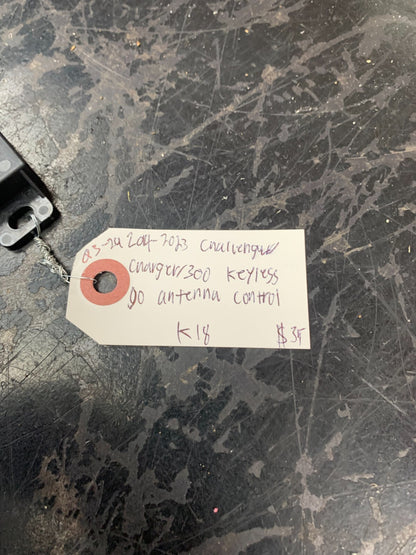 2011-2023 Challenger
Charger/300 Keyless
go antenna control
K18 $35